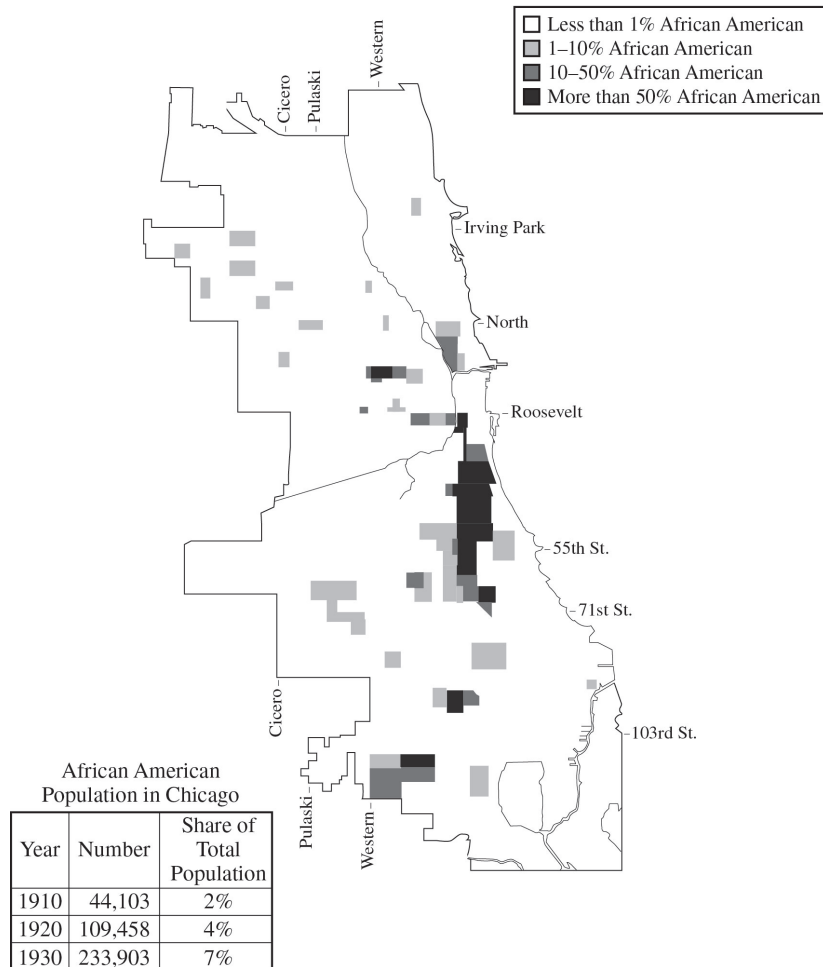 Less than 1% African American
1–10% African American
10–50% African American
More than 50% African American
Western
Cicero
Pulaski
Irving Park
North
Roosevelt
55th St.
71st St.
Cicero
103rd St.
Pulaski
Western
African American
Population in Chicago
Year Number Share of
Total
Population
1910 44,103 2%
1920 109,458 4%
1930 233,903 7%